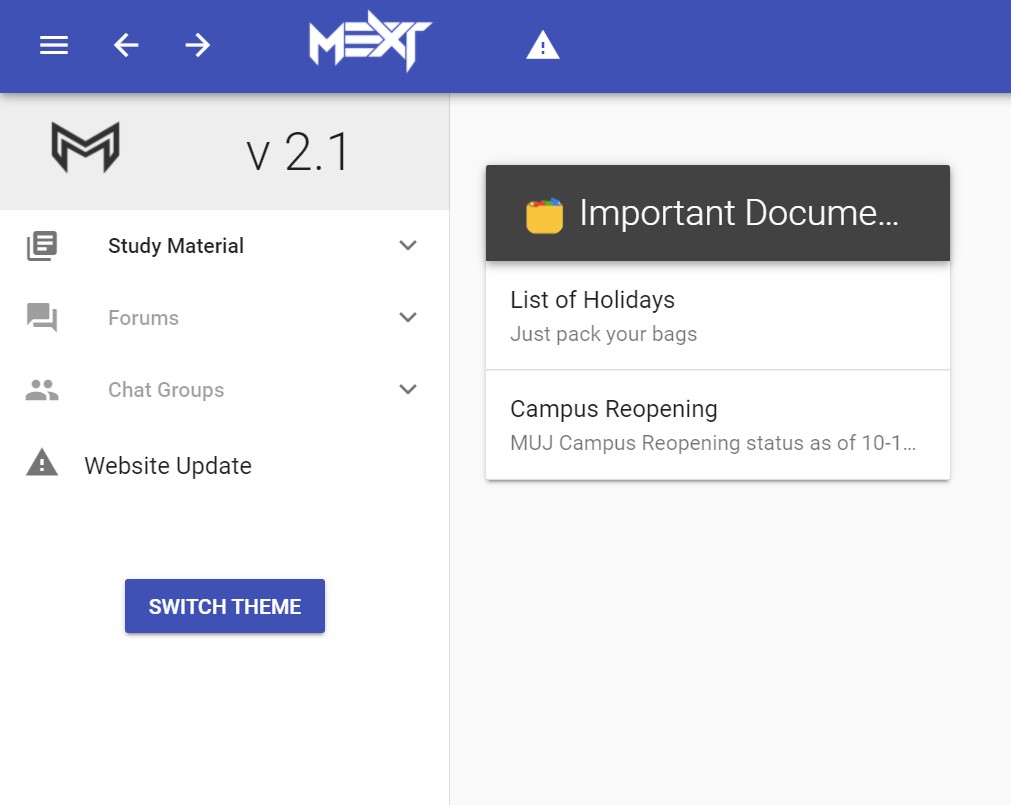 MEXT
v 2.1
Study Material
Forums
Chat Groups
Website Update
SWITCH THEME
Important Docume...
List of Holidays
Just pack your bags
Campus Reopening
MUJ Campus Reopening status as of 10-1...